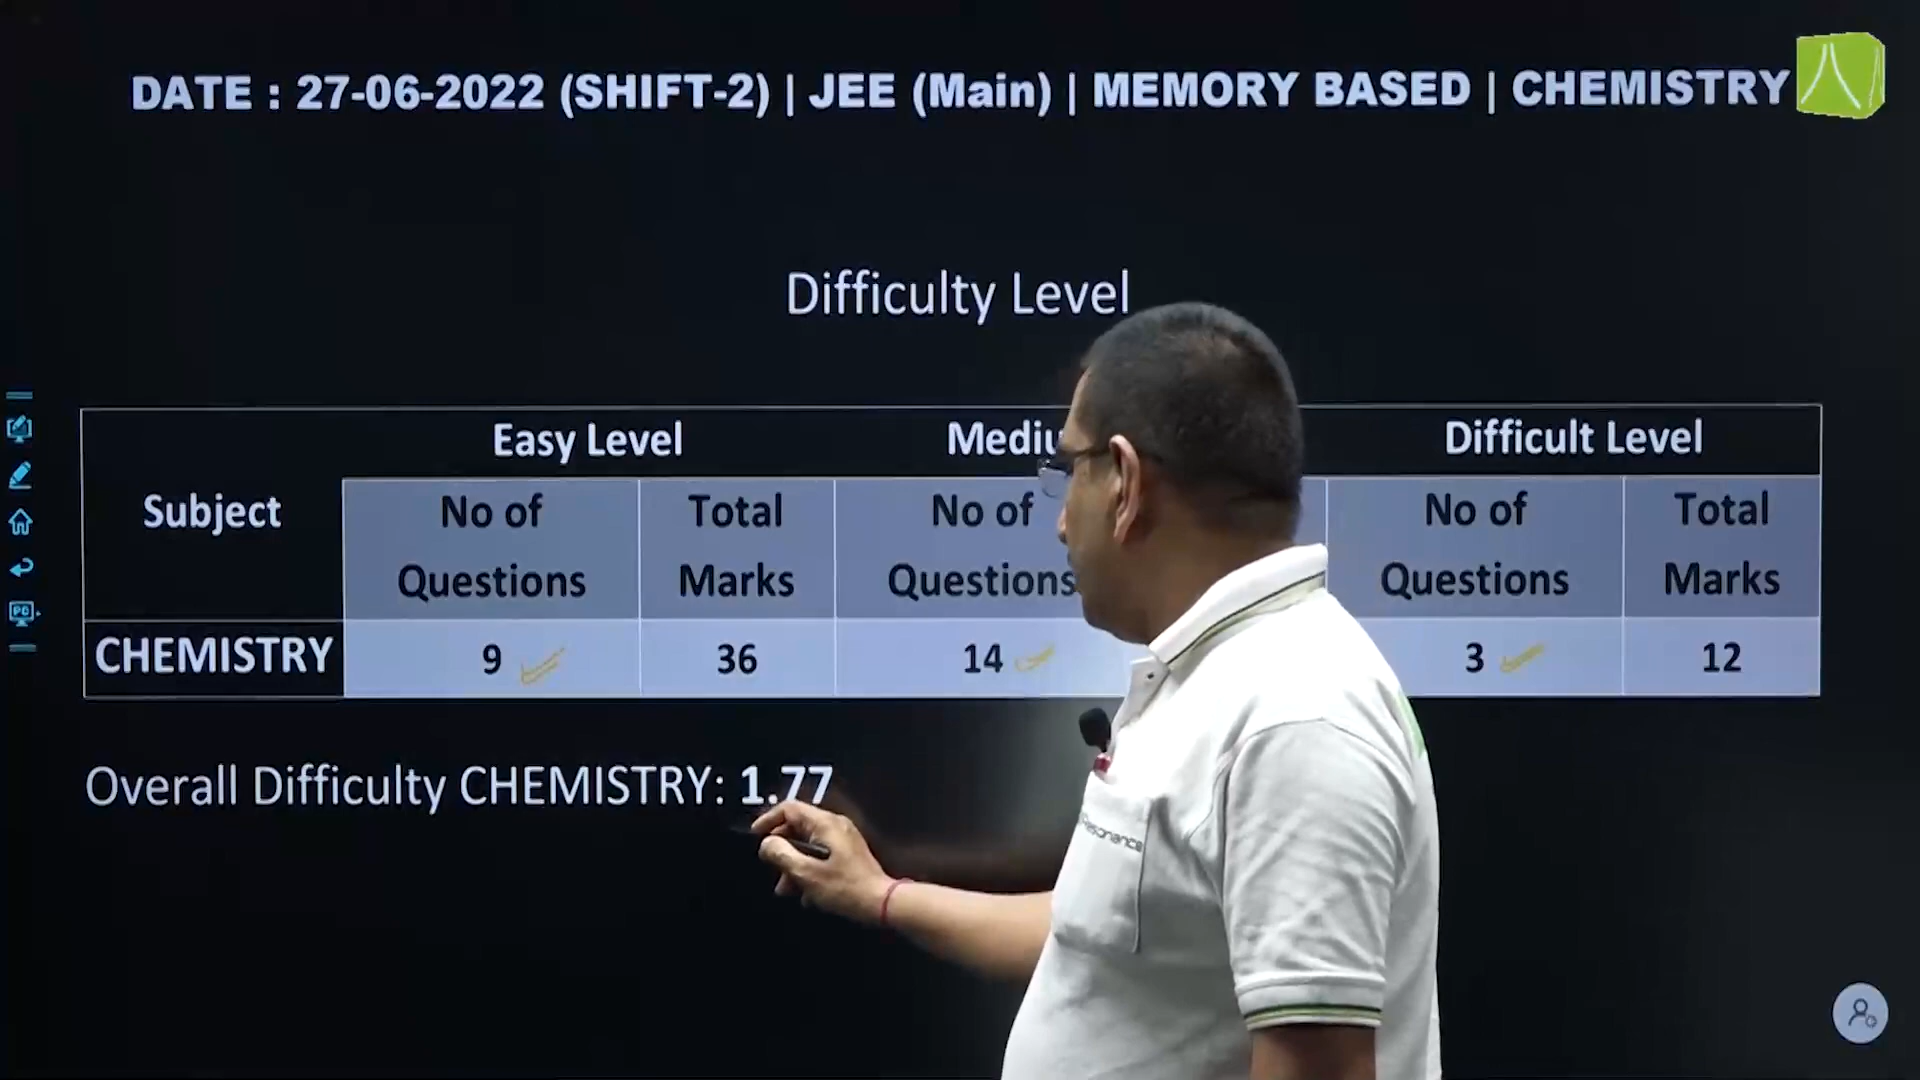 DATE : 27-06-2022 (SHIFT-2) | JEE (Main) | MEMORY BASED | CHEMISTRY
Difficulty Level
Easy Level Difficult Level
Subject
No of Questions Total Marks No of Questions No of Questions Total Marks
CHEMISTRY 9 36 14 3 12
Overall Difficulty CHEMISTRY: 1.77
Resonance